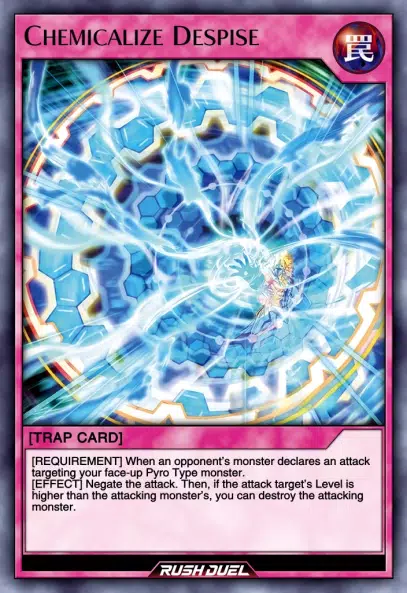 Chemicalize Despise
罠
[TRAP CARD]
[REQUIREMENT] When an opponent's monster declares an attack
targeting your face-up Pyro Type monster.
[EFFECT] Negate the attack. Then, if the attack target's Level is
higher than the attacking monster's, you can destroy the attacking
monster.
RUSH DUEL